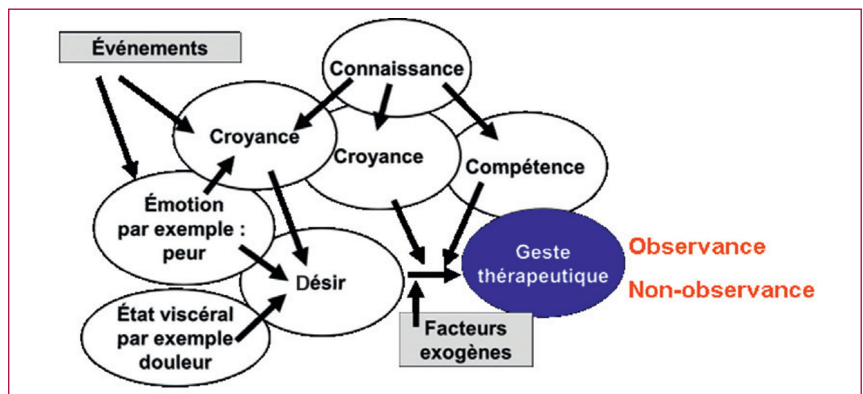 Événements
Connaissance
Croyance
Croyance
Compétence
Émotion
par exemple :
peur
Geste
thérapeutique
Observance
Non-observance
Désir
État viscéral
par exemple
douleur
Facteurs
exogènes